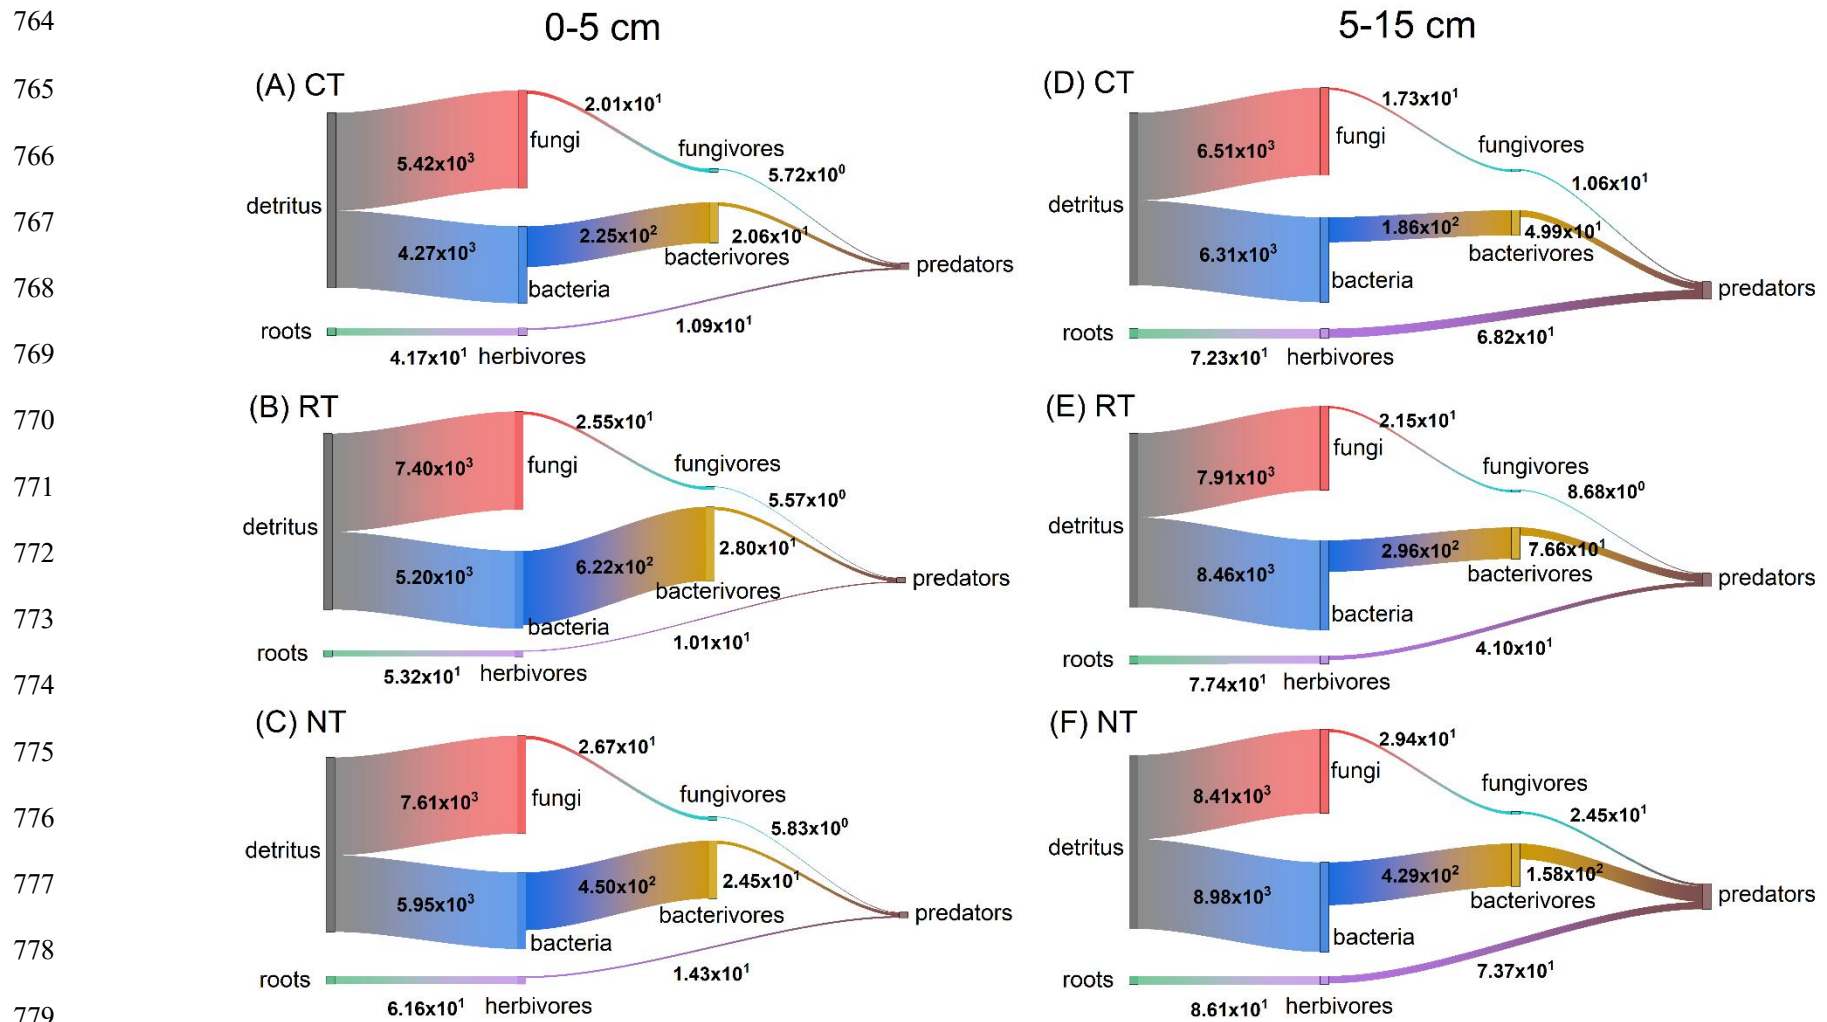 764
0-5 cm
5-15 cm
765
(A) CT
2.01x10¹
fungi
fungivores
5.42x10³
5.72x10⁰
detritus
4.27x10³
2.25x10²
2.06x10¹
bacterivores
predators
bacteria
roots
1.09x10¹
4.17x10¹
herbivores
(D) CT
1.73x10¹
fungi
fungivores
6.51x10³
1.06x10¹
detritus
6.31x10³
1.86x10²
4.99x10¹
bacterivores
predators
bacteria
roots
6.82x10¹
7.23x10¹
herbivores
766
767
768
769
770
(B) RT
2.55x10¹
fungi
fungivores
7.40x10³
5.57x10⁰
detritus
5.20x10³
6.22x10²
2.80x10¹
bacterivores
predators
bacteria
roots
1.01x10¹
5.32x10¹
herbivores
(E) RT
2.15x10¹
fungi
fungivores
7.91x10³
8.68x10⁰
detritus
8.46x10³
2.96x10²
7.66x10¹
bacterivores
predators
bacteria
roots
4.10x10¹
7.74x10¹
herbivores
771
772
773
774
(C) NT
2.67x10¹
fungi
fungivores
7.61x10³
5.83x10⁰
detritus
5.95x10³
4.50x10²
2.45x10¹
bacterivores
predators
bacteria
roots
1.43x10¹
6.16x10¹
herbivores
(F) NT
2.94x10¹
fungi
fungivores
8.41x10³
2.45x10¹
detritus
8.98x10³
4.29x10²
1.58x10²
bacterivores
predators
bacteria
roots
7.37x10¹
8.61x10¹
herbivores
775
776
777
778
779